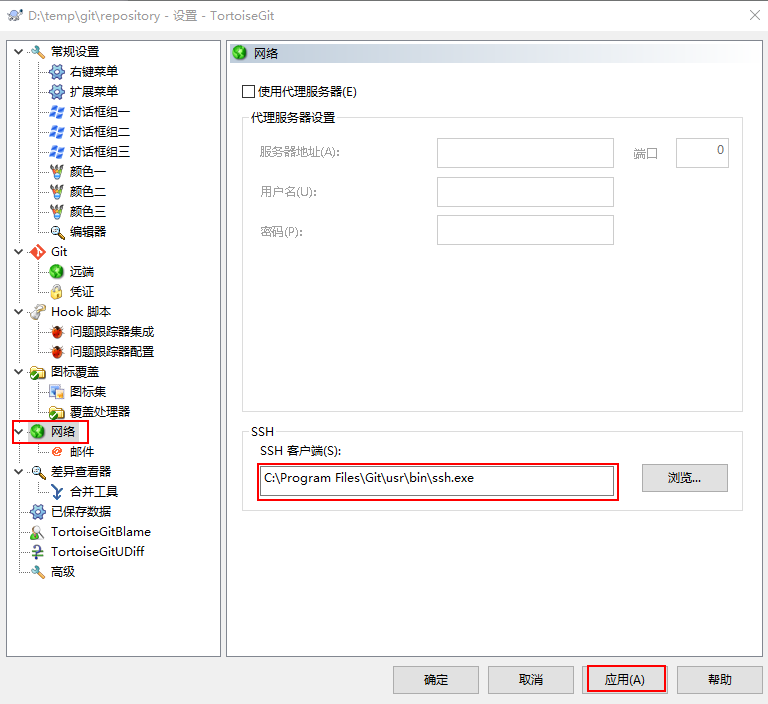 D:\temp\git\repository - 设置 - TortoiseGit
常规设置
右键菜单
扩展菜单
对话框组一
对话框组二
对话框组三
颜色一
颜色二
颜色三
编辑器
Git
远端
凭证
Hook 脚本
问题跟踪器集成
问题跟踪器配置
图标覆盖
图标集
覆盖处理器
网络
邮件
差异查看器
合并工具
已保存数据
TortoiseGitBlame
TortoiseGitUDiff
高级
网络
使用代理服务器(E)
代理服务器设置
服务器地址(A):
端口
0
用户名(U):
密码(P):
SSH
SSH 客户端(S):
C:\Program Files\Git\usr\bin\ssh.exe
浏览...
确定
取消
应用(A)
帮助